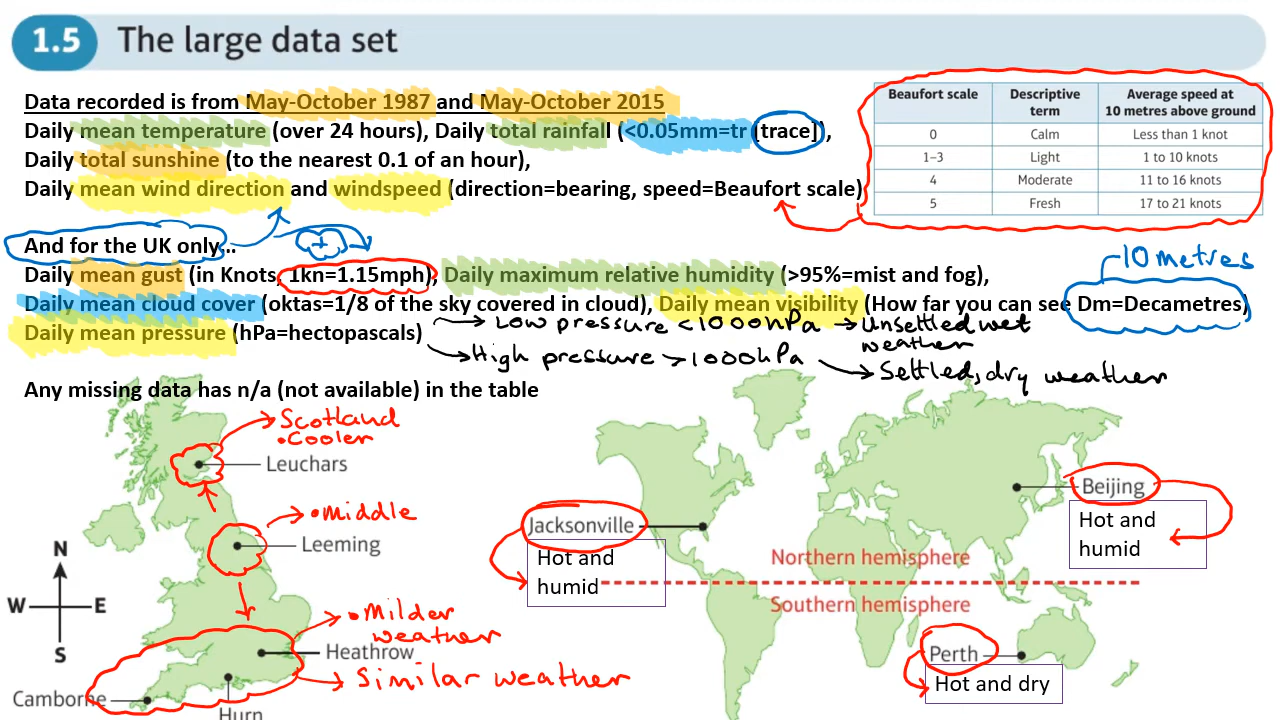 1.5 The large data set
Data recorded is from May-October 1987 and May-October 2015
Daily mean temperature (over 24 hours), Daily total rainfall (<0.05mm=tr [trace]),
Daily total sunshine (to the nearest 0.1 of an hour),
Daily mean wind direction and windspeed (direction=bearing, speed=Beaufort scale)
Beaufort scale Descriptive term Average speed at 10 metres above ground
0 Calm Less than 1 knot
1–3 Light 1 to 10 knots
4 Moderate 11 to 16 knots
5 Fresh 17 to 21 knots
And for the UK only...
+
Daily mean gust (in Knots, 1kn=1.15mph), Daily maximum relative humidity (>95%=mist and fog),
10 metres
Daily mean cloud cover (oktas=1/8 of the sky covered in cloud), Daily mean visibility (How far you can see Dm=Decametres)
Daily mean pressure (hPa=hectopascals)
Low pressure <1000hPa
Unsettled wet
weather
High pressure >1000hPa
Settled, dry weather
Any missing data has n/a (not available) in the table
Scotland
•Cooler
Leuchars
•Middle
Leeming
N
W E
S
•Milder
weather
Heathrow
Similar weather
Camborne
Hurn
Jacksonville
Hot and
humid
Beijing
Hot and
humid
Northern hemisphere
Southern hemisphere
Perth
Hot and dry